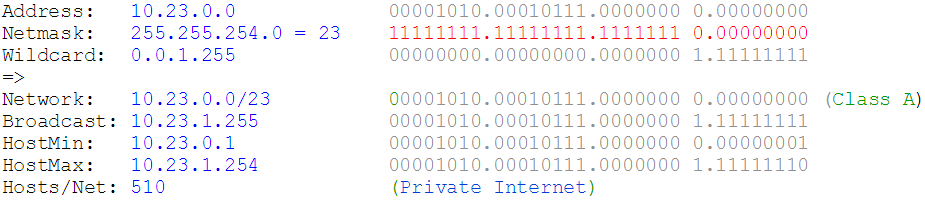 Address: 10.23.0.0 00001010.00010111.0000000 0.00000000
Netmask: 255.255.254.0 = 23 11111111.11111111.1111111 0.00000000
Wildcard: 0.0.1.255 00000000.00000000.0000000 1.11111111
=>
Network: 10.23.0.0/23 00001010.00010111.0000000 0.00000000 (Class A)
Broadcast: 10.23.1.255 00001010.00010111.0000000 1.11111111
HostMin: 10.23.0.1 00001010.00010111.0000000 0.00000001
HostMax: 10.23.1.254 00001010.00010111.0000000 1.11111110
Hosts/Net: 510 (Private Internet)